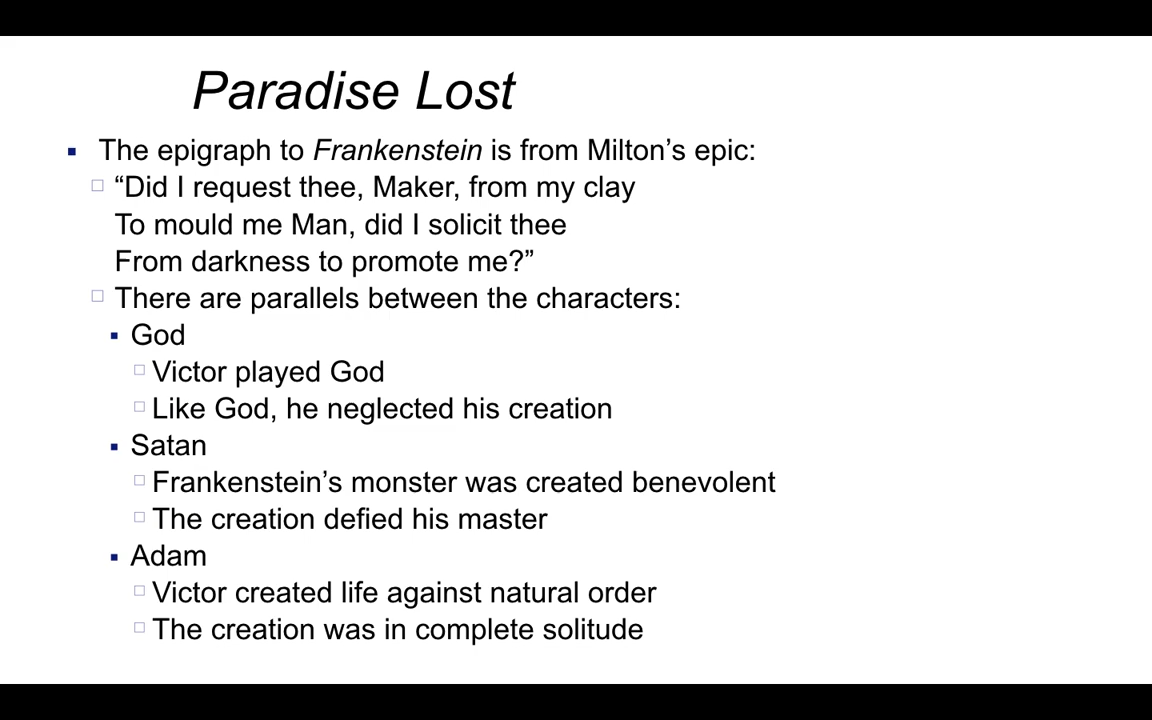 Paradise Lost
The epigraph to Frankenstein is from Milton’s epic:
“Did I request thee, Maker, from my clay
To mould me Man, did I solicit thee
From darkness to promote me?”
There are parallels between the characters:
God
Victor played God
Like God, he neglected his creation
Satan
Frankenstein’s monster was created benevolent
The creation defied his master
Adam
Victor created life against natural order
The creation was in complete solitude